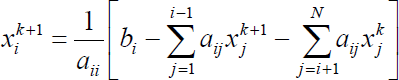 x_i^{k+1} = \frac{1}{a_{ii}} \left[ b_i - \sum_{j=1}^{i-1} a_{ij} x_j^{k+1} - \sum_{j=i+1}^{N} a_{ij} x_j^k \right]